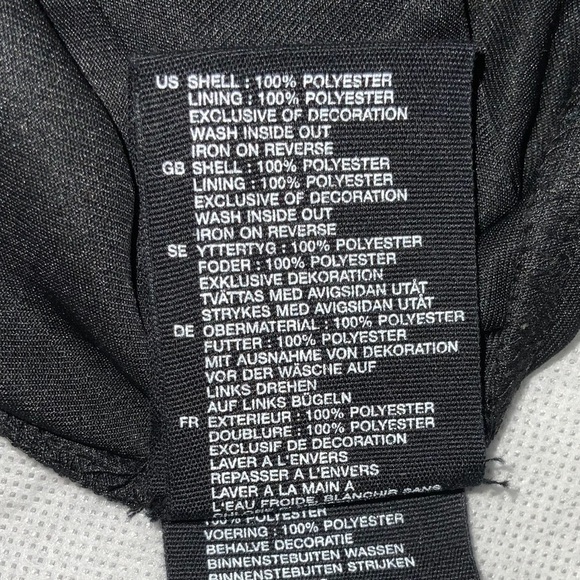 US SHELL : 100% POLYESTER
LINING : 100% POLYESTER
EXCLUSIVE OF DECORATION
WASH INSIDE OUT
IRON ON REVERSE
GB SHELL : 100% POLYESTER
LINING : 100% POLYESTER
EXCLUSIVE OF DECORATION
WASH INSIDE OUT
IRON ON REVERSE
SE YTTERTYG : 100% POLYESTER
FODER : 100% POLYESTER
EXKLUSIVE DEKORATION
TVÄTTAS MED AVIGSIDAN UTÅT
STRYKES MED AVIGSIDAN UTÅT
DE OBERMATERIAL : 100% POLYESTER
FUTTER : 100% POLYESTER
MIT AUSNAHME VON DEKORATION
VOR DER WÄSCHE AUF
LINKS DREHEN
AUF LINKS BÜGELN
FR EXTERIEUR : 100% POLYESTER
DOUBLURE : 100% POLYESTER
EXCLUSIF DE DECORATION
LAVER A L'ENVERS
REPASSER A L'ENVERS
LAVER A LA MAIN A
L'EAU FROIDE, BLANCHIR SANS
100% POLYESTER
VOERING : 100% POLYESTER
BEHALVE DECORATIE
BINNENSTEBUITEN WASSEN
BINNENSTEBUITEN STRIJKEN